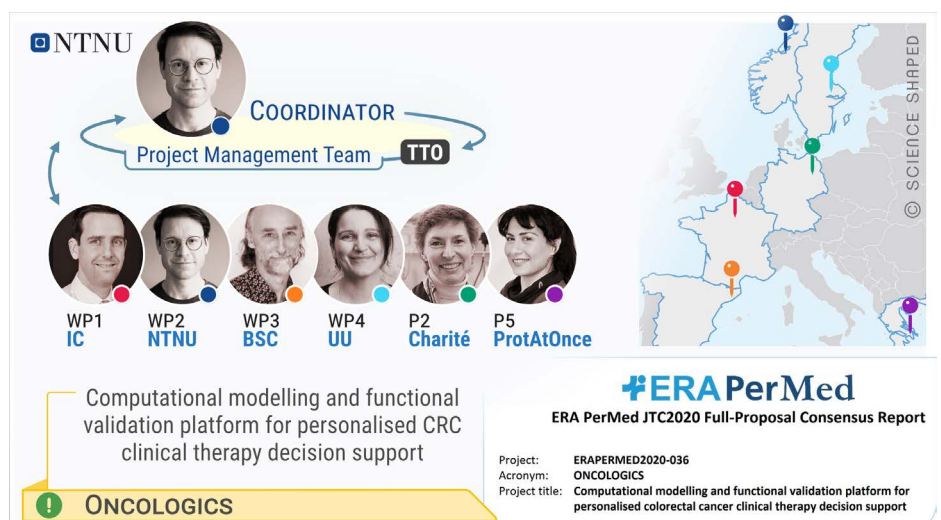 NTNU
COORDINATOR
Project Management Team TTO
WP1
IC
WP2
NTNU
WP3
BSC
WP4
UU
P2
Charité
P5
ProtAtOnce
© SCIENCE SHAPED
Computational modelling and functional
validation platform for personalised CRC
clinical therapy decision support
! ONCOLOGICS
ERA PerMed
ERA PerMed JTC2020 Full-Proposal Consensus Report
Project: ERAPERMED2020-036
Acronym: ONCOLOGICS
Project title: Computational modelling and functional validation platform for
personalised colorectal cancer clinical therapy decision support